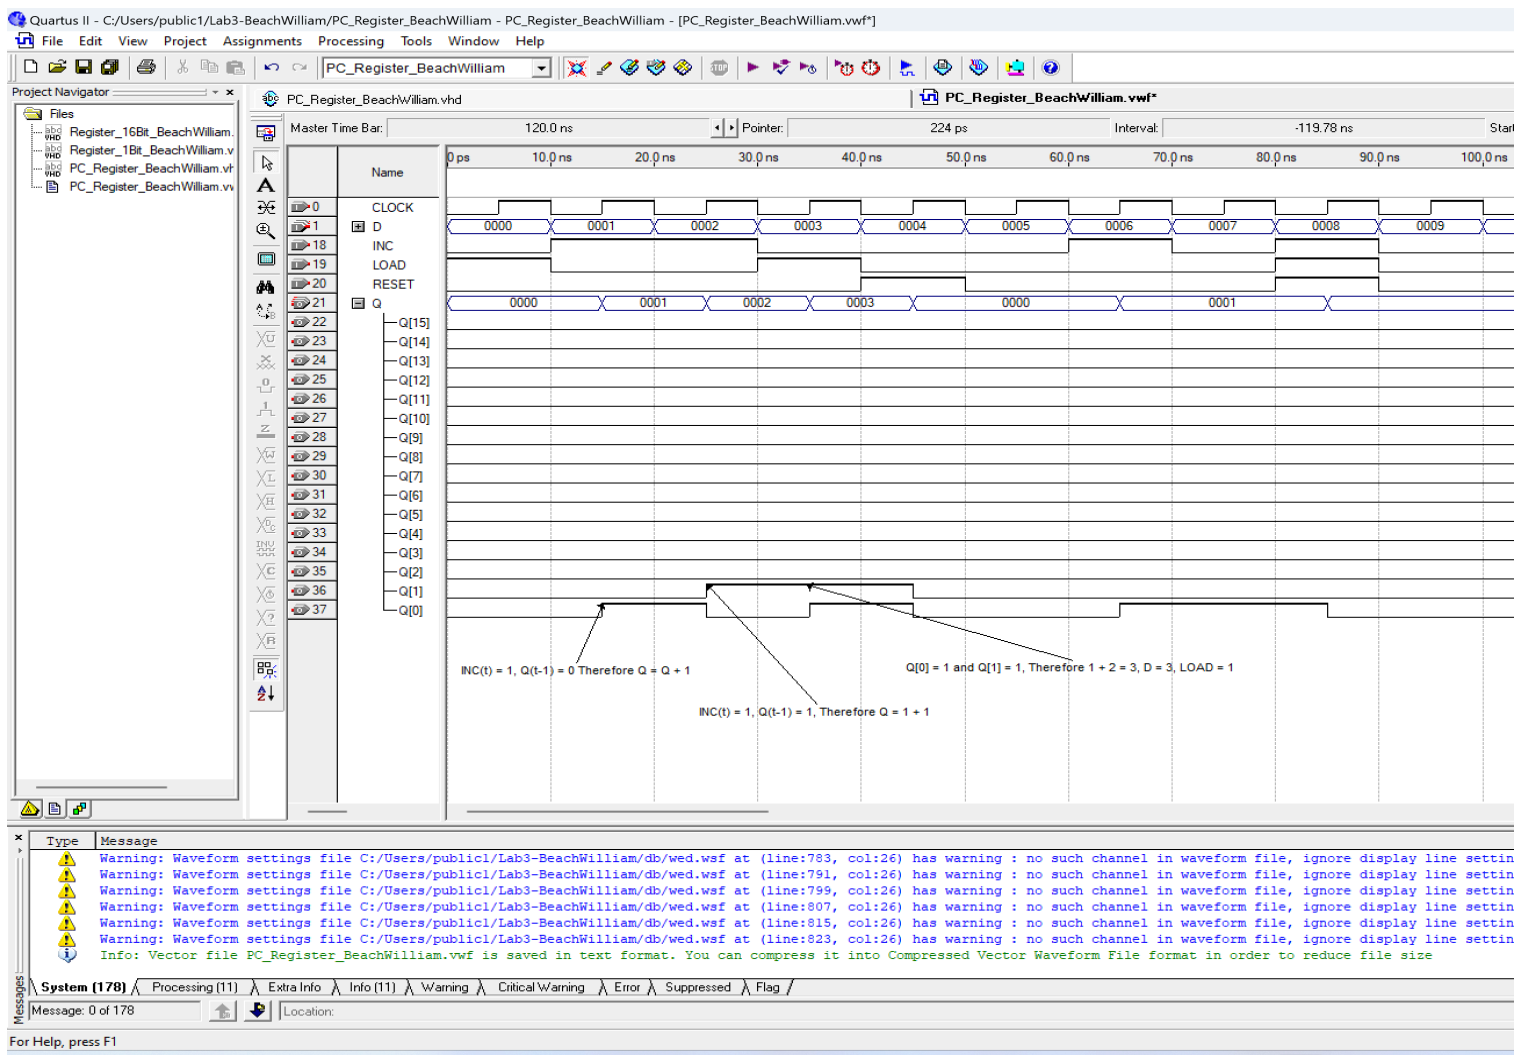 Quartus II - C:/Users/public1/Lab3-BeachWilliam/PC_Register_BeachWilliam - PC_Register_BeachWilliam - [PC_Register_BeachWilliam.vwf*]
File Edit View Project Assignments Processing Tools Window Help
PC_Register_BeachWilliam
Project Navigator
Files
Register_16Bit_BeachWilliam.
Register_1Bit_BeachWilliam.v
PC_Register_BeachWilliam.vh
PC_Register_BeachWilliam.vw
PC_Register_BeachWilliam.vhd
PC_Register_BeachWilliam.vwf*
Master Time Bar: 120.0 ns Pointer: 224 ps Interval: -119.78 ns Start
Name
0 ps 10.0 ns 20.0 ns 30.0 ns 40.0 ns 50.0 ns 60.0 ns 70.0 ns 80.0 ns 90.0 ns 100.0 ns
0 CLOCK
1 D 0000 0001 0002 0003 0004 0005 0006 0007 0008 0009
18 INC
19 LOAD
20 RESET
21 Q 0000 0001 0002 0003 0000 0001
22 Q[15]
23 Q[14]
24 Q[13]
25 Q[12]
26 Q[11]
27 Q[10]
28 Q[9]
29 Q[8]
30 Q[7]
31 Q[6]
32 Q[5]
33 Q[4]
34 Q[3]
35 Q[2]
36 Q[1]
37 Q[0]
INC(t) = 1, Q(t-1) = 0 Therefore Q = Q + 1
Q[0] = 1 and Q[1] = 1, Therefore 1 + 2 = 3, D = 3, LOAD = 1
INC(t) = 1, Q(t-1) = 1, Therefore Q = 1 + 1
Type Message
Warning: Waveform settings file C:/Users/public1/Lab3-BeachWilliam/db/wed.wsf at (line:783, col:26) has warning : no such channel in waveform file, ignore display line settin
Warning: Waveform settings file C:/Users/public1/Lab3-BeachWilliam/db/wed.wsf at (line:791, col:26) has warning : no such channel in waveform file, ignore display line settin
Warning: Waveform settings file C:/Users/public1/Lab3-BeachWilliam/db/wed.wsf at (line:799, col:26) has warning : no such channel in waveform file, ignore display line settin
Warning: Waveform settings file C:/Users/public1/Lab3-BeachWilliam/db/wed.wsf at (line:807, col:26) has warning : no such channel in waveform file, ignore display line settin
Warning: Waveform settings file C:/Users/public1/Lab3-BeachWilliam/db/wed.wsf at (line:815, col:26) has warning : no such channel in waveform file, ignore display line settin
Warning: Waveform settings file C:/Users/public1/Lab3-BeachWilliam/db/wed.wsf at (line:823, col:26) has warning : no such channel in waveform file, ignore display line settin
Info: Vector file PC_Register_BeachWilliam.vwf is saved in text format. You can compress it into Compressed Vector Waveform File format in order to reduce file size
System (178) Processing (11) Extra Info Info (11) Warning Critical Warning Error Suppressed Flag
Messages
Message: 0 of 178 Location:
For Help, press F1